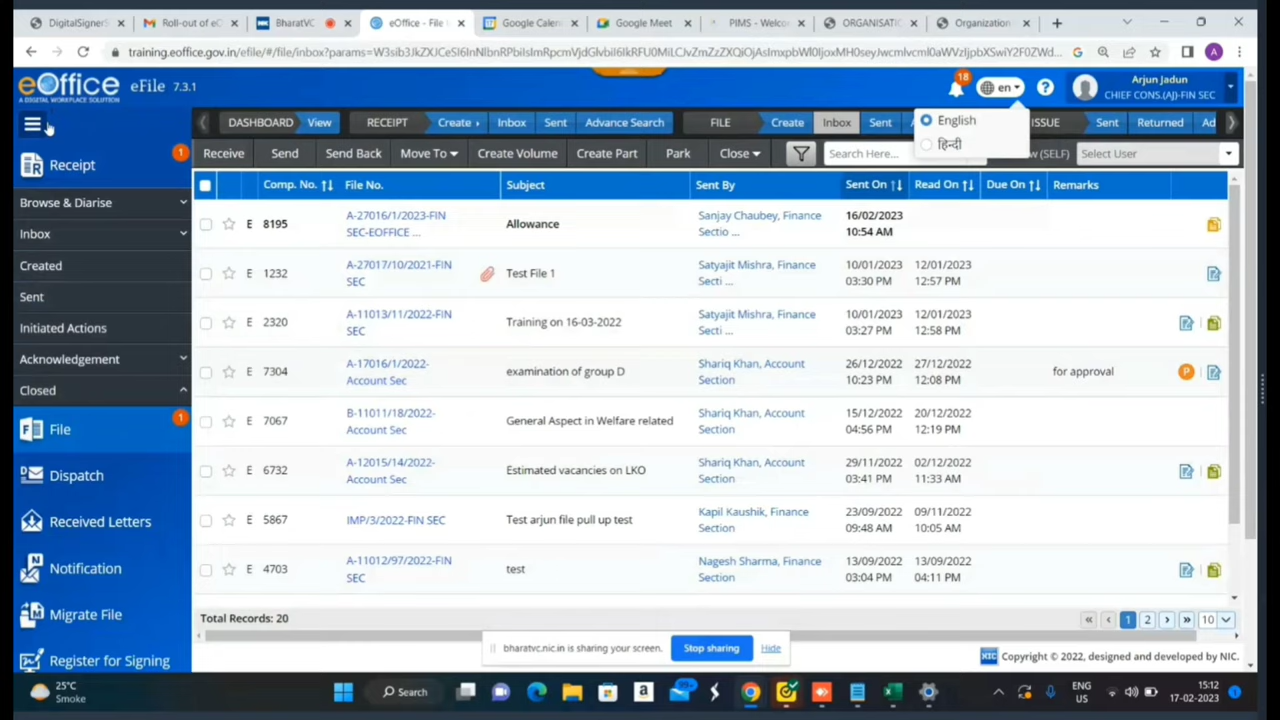 DigitalSignerS
Roll-out of eO
BharatVC
eOffice - File I
Google Calen
Google Meet
PIMS - Welco
ORGANISATIO
Organization
training.eoffice.gov.in/efile/#/file/inbox?params=
A
eOffice eFile 7.3.1
A DIGITAL WORKPLACE SOLUTION
18
en
?
Arjun Jadun
CHIEF CONS.(AJ)-FIN SEC
English
हिन्दी
DASHBOARD View RECEIPT Create Inbox Sent Advance Search FILE Create Inbox Sent ISSUE Sent Returned Ad
Receive Send Send Back Move To Create Volume Create Part Park Close Search Here... (SELF) Select User
1
Receipt
Browse & Diarise
Inbox
Created
Sent
Initiated Actions
Acknowledgement
Closed
1
File
Dispatch
Received Letters
Notification
Migrate File
Register for Signing
Comp. No. File No. Subject Sent By Sent On Read On Due On Remarks
E 8195 A-27016/1/2023-FIN Allowance Sanjay Chaubey, Finance 16/02/2023
SEC-EOFFICE ... Sectio ... 10:54 AM
E 1232 A-27017/10/2021-FIN Test File 1 Satyajit Mishra, Finance 10/01/2023 12/01/2023
SEC Secti ... 03:30 PM 12:57 PM
E 2320 A-11013/11/2022-FIN Training on 16-03-2022 Satyajit Mishra, Finance 10/01/2023 12/01/2023
SEC Secti ... 03:27 PM 12:58 PM
E 7304 A-17016/1/2022- examination of group D Shariq Khan, Account 26/12/2022 27/12/2022 for approval P
Account Sec Section 10:23 PM 12:08 PM
E 7067 B-11011/18/2022- General Aspect in Welfare related Shariq Khan, Account 15/12/2022 20/12/2022
Account Sec Section 04:56 PM 12:19 PM
E 6732 A-12015/14/2022- Estimated vacancies on LKO Shariq Khan, Account 29/11/2022 02/12/2022
Account Sec Section 03:41 PM 11:33 AM
E 5867 IMP/3/2022-FIN SEC Test arjun file pull up test Kapil Kaushik, Finance 23/09/2022 09/11/2022
Section 09:48 AM 10:05 AM
E 4703 A-11012/97/2022-FIN test Nagesh Sharma, Finance 13/09/2022 13/09/2022
SEC Section 03:04 PM 04:11 PM
Total Records: 20
« ‹ 1 2 › » 10
bharatvc.nic.in is sharing your screen. Stop sharing Hide
NIC Copyright © 2022, designed and developed by NIC.
25°C
Smoke
Search
ENG
US
15:12
17-02-2023